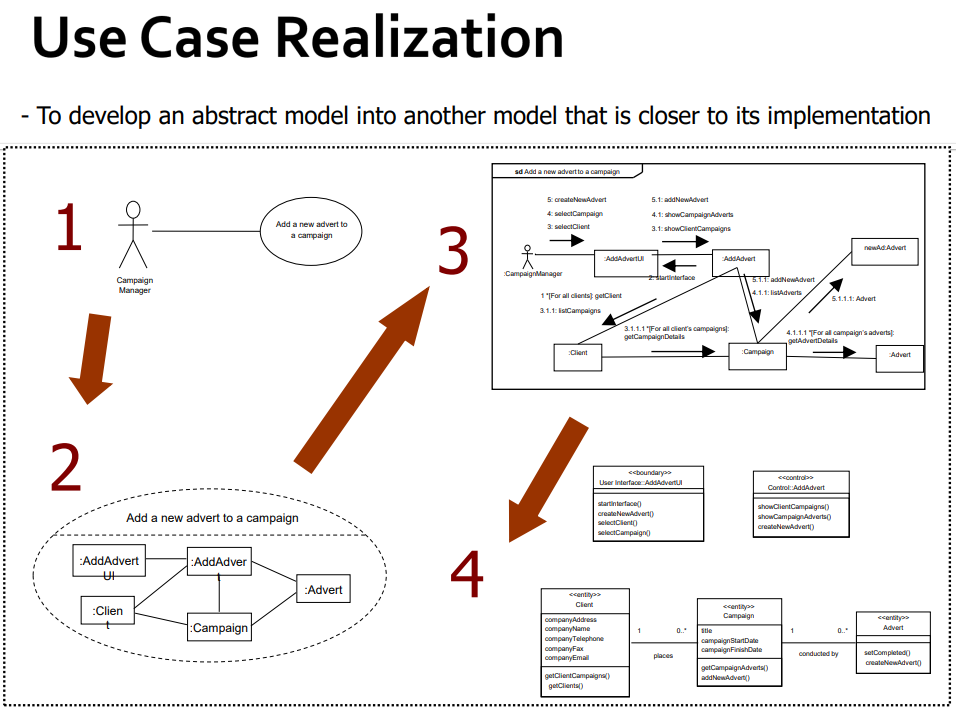 Use Case Realization
- To develop an abstract model into another model that is closer to its implementation
1
Campaign
Manager
Add a new advert to
a campaign
2
Add a new advert to a campaign
:AddAdvert
UI
:AddAdver
t
:Clien
t
:Campaign
:Advert
3
sd Add a new advert to a campaign
5: createNewAdvert
4: selectCampaign
3: selectClient
5.1: addNewAdvert
4.1: showCampaignAdverts
3.1: showClientCampaigns
:CampaignManager
:AddAdvertUI
:AddAdvert
newAd:Advert
2: startInterface
5.1.1: addNewAdvert
4.1.1: listAdverts
5.1.1.1: Advert
1 *[For all clients]: getClient
3.1.1: listCampaigns
3.1.1.1 *[For all client's campaigns]:
getCampaignDetails
4.1.1.1 *[For all campaign's adverts]:
getAdvertDetails
:Client
:Campaign
:Advert
4
<<boundary>>
User Interface::AddAdvertUI
startInterface()
createNewAdvert()
selectClient()
selectCampaign()
<<control>>
Control::AddAdvert
showClientCampaigns()
showCampaignAdverts()
createNewAdvert()
<<entity>>
Client
companyAddress
companyName
companyTelephone
companyFax
companyEmail
getClientCampaigns()
getClients()
1
0..*
places
<<entity>>
Campaign
title
campaignStartDate
campaignFinishDate
getCampaignAdverts()
addNewAdvert()
1
0..*
conducted by
<<entity>>
Advert
setCompleted()
createNewAdvert()